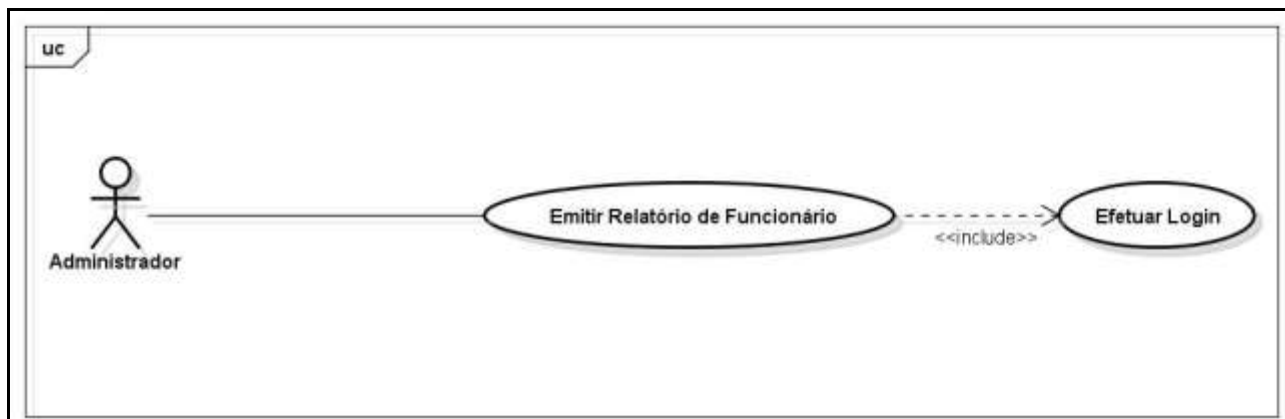 uc
Emitir Relatório de Funcionário
Efetuar Login
<<include>>
Administrador